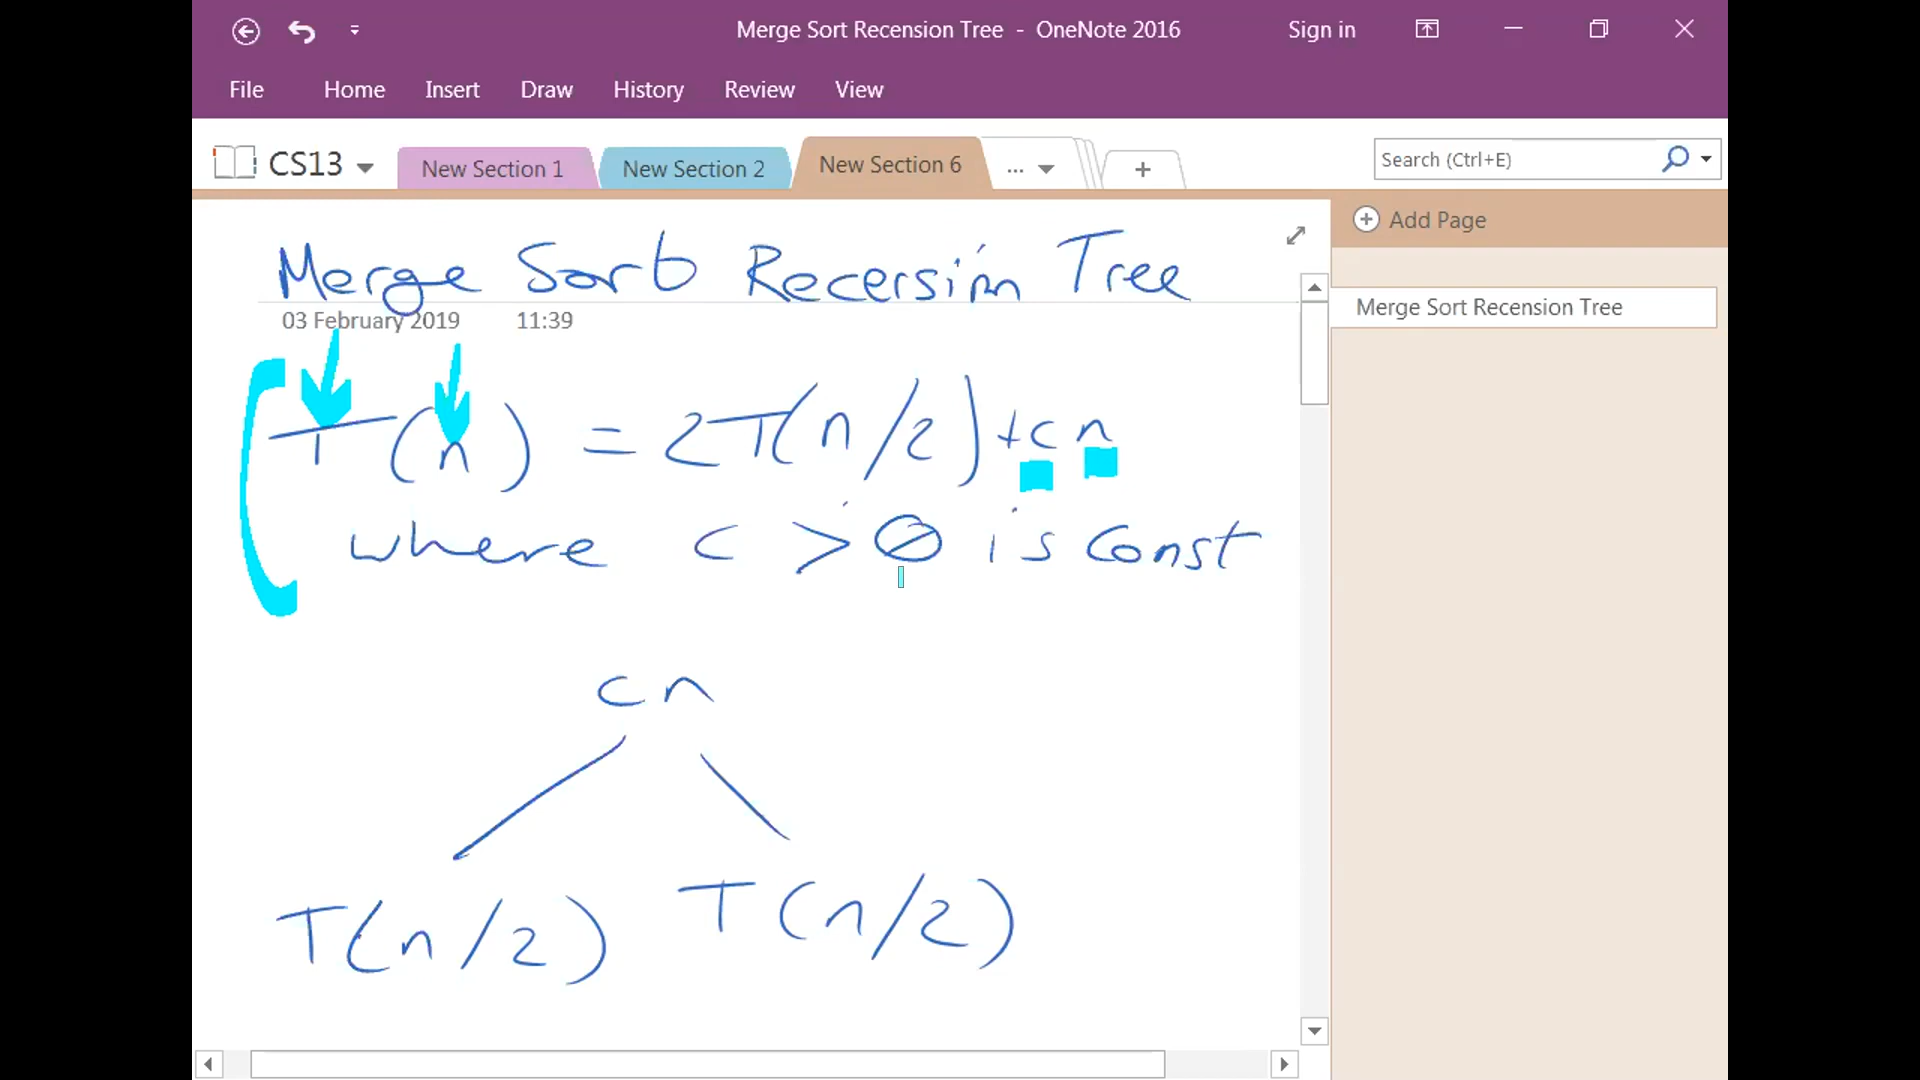 Merge Sort Recension Tree - OneNote 2016 Sign in
File Home Insert Draw History Review View
CS13 New Section 1 New Section 2 New Section 6 ... + Search (Ctrl+E)
Add Page
Merge Sort Recersion Tree
Merge Sort Recension Tree
03 February 2019 11:39
T(n) = 2T(n/2)+cn
where c > 0 is const
cn
T(n/2) T(n/2)